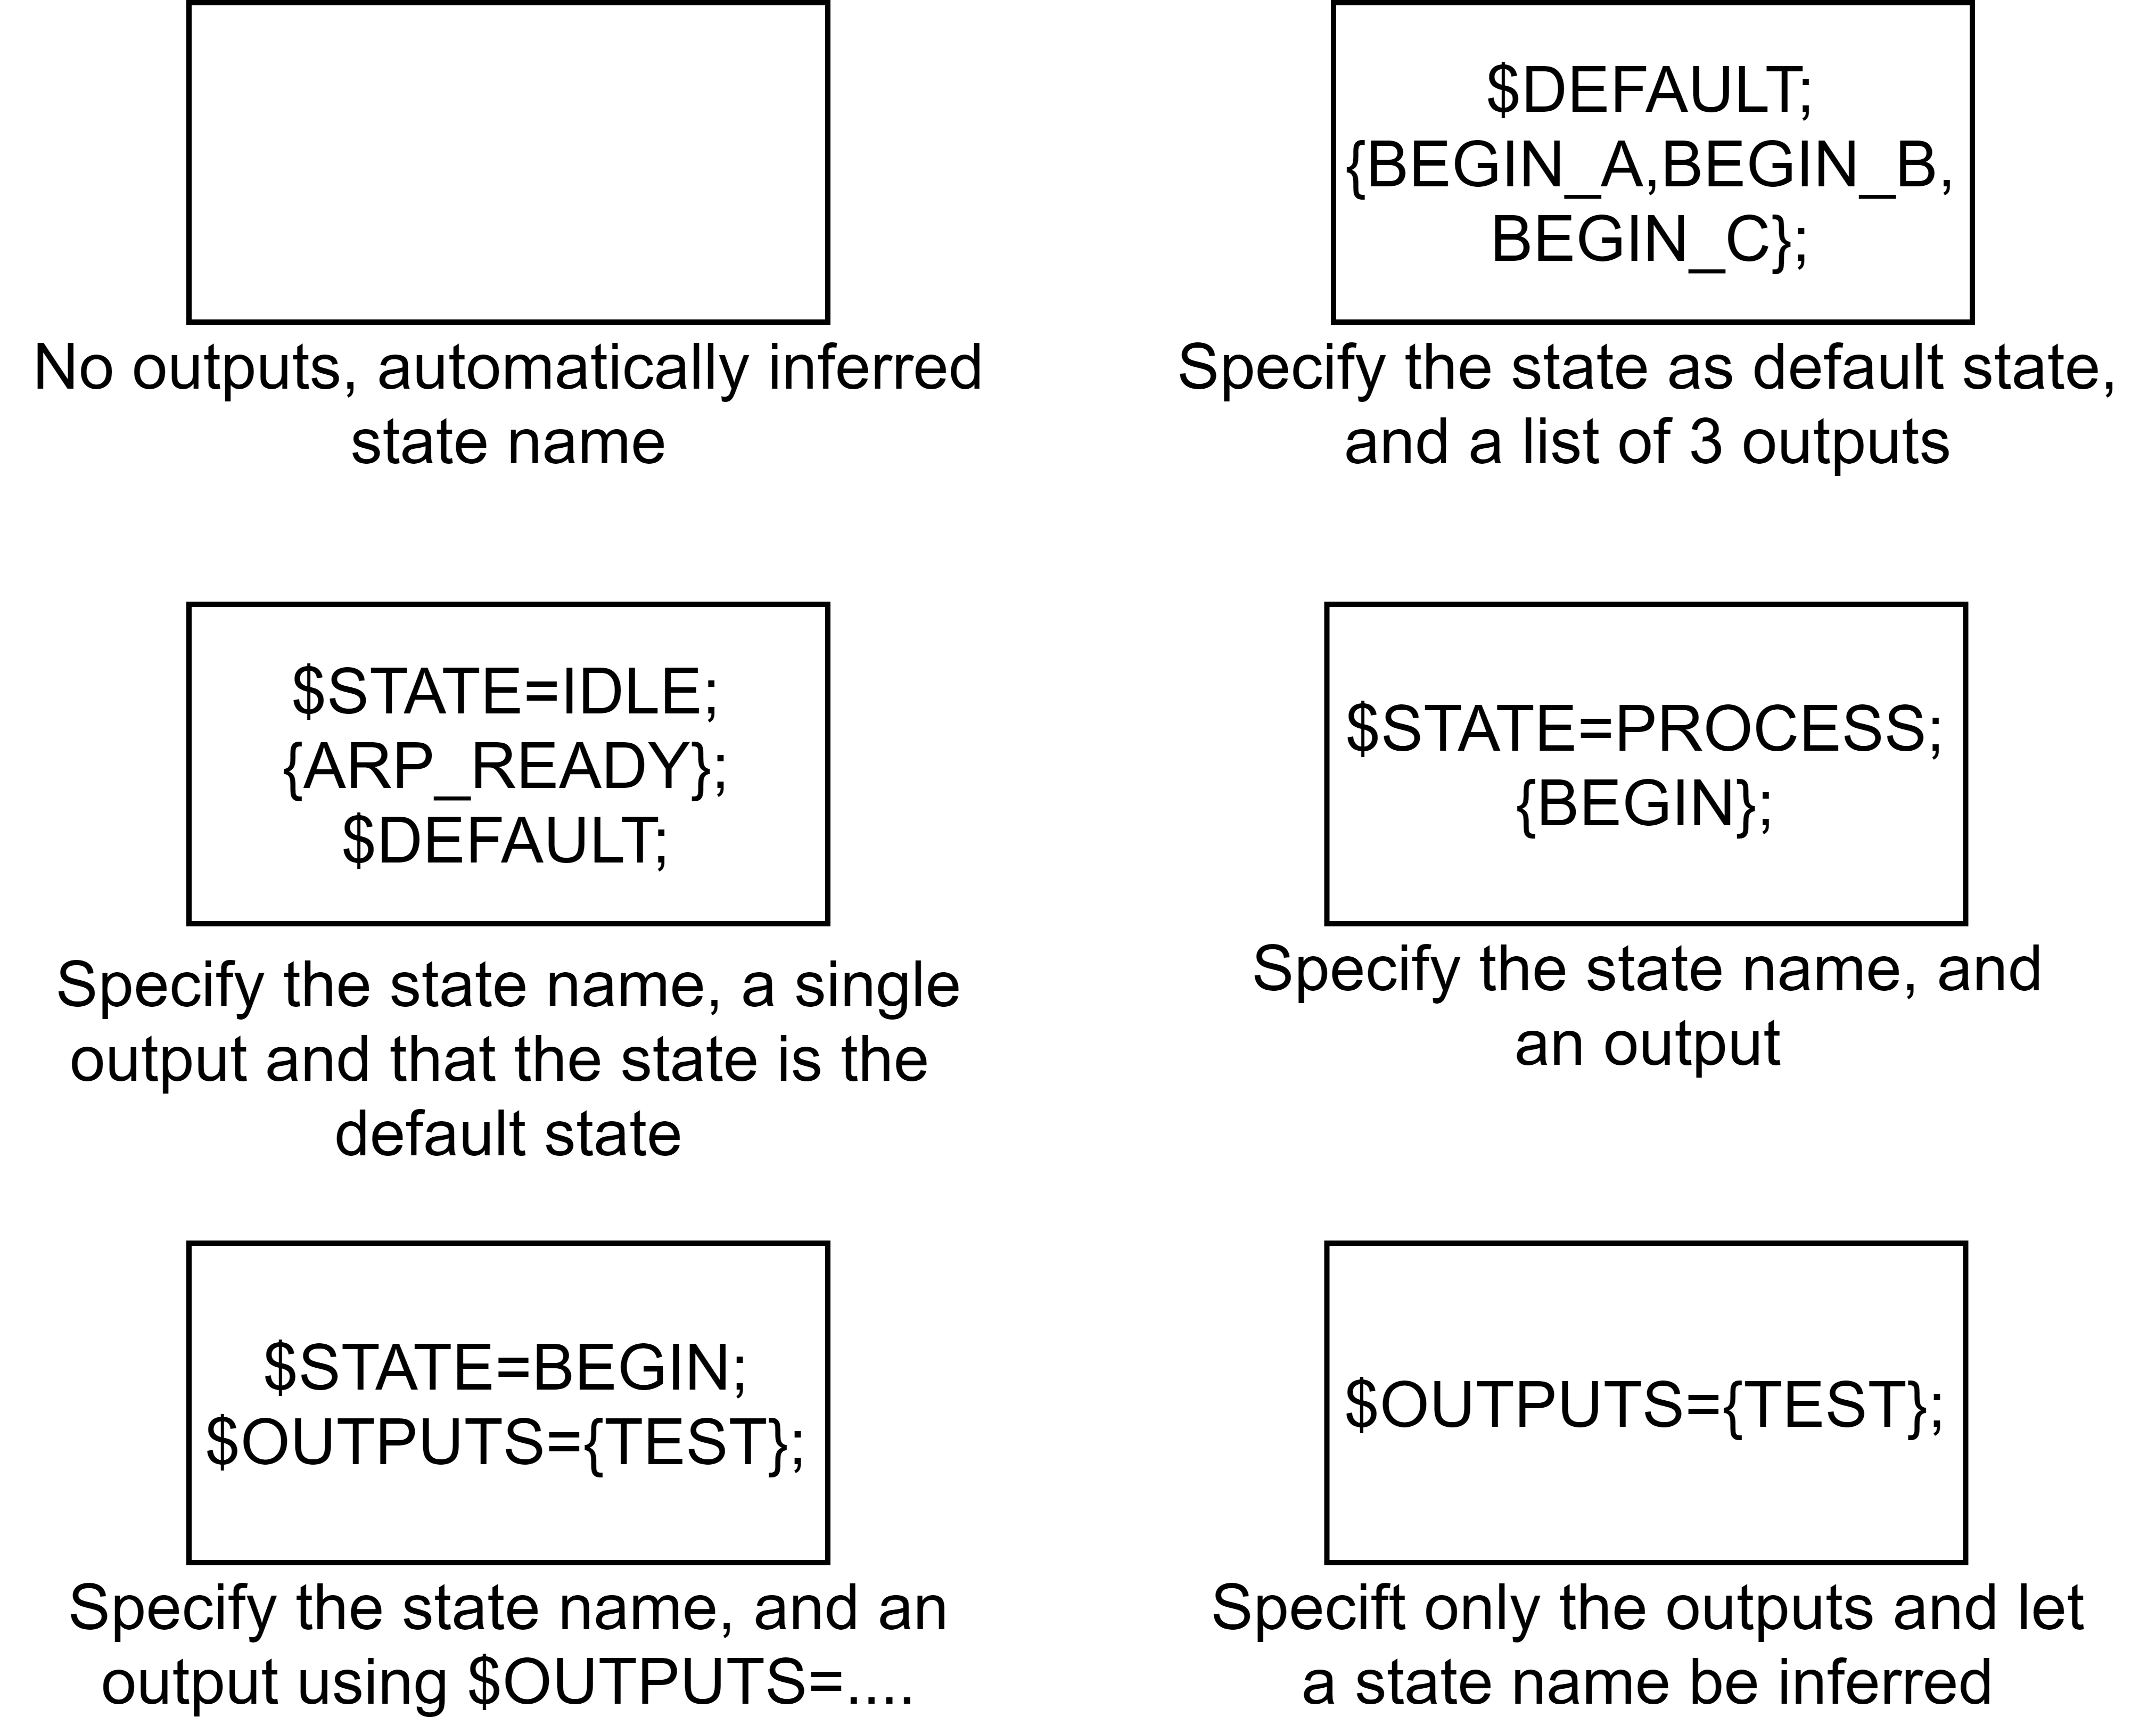 No outputs, automatically inferred
state name
$DEFAULT;
{BEGIN_A,BEGIN_B,
BEGIN_C};
Specify the state as default state,
and a list of 3 outputs
$STATE=IDLE;
{ARP_READY};
$DEFAULT;
Specify the state name, a single
output and that the state is the
default state
$STATE=PROCESS;
{BEGIN};
Specify the state name, and
an output
$STATE=BEGIN;
$OUTPUTS={TEST};
Specify the state name, and an
output using $OUTPUTS=....
$OUTPUTS={TEST};
Specift only the outputs and let
a state name be inferred